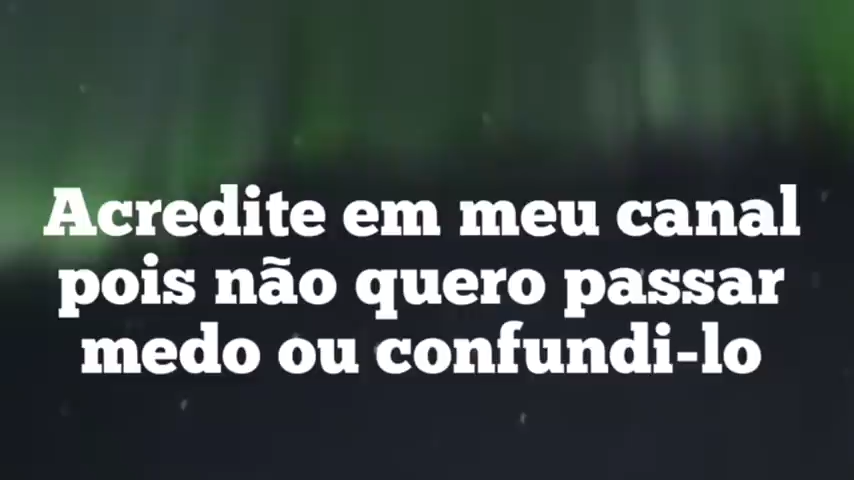 Acredite em meu canal
pois não quero passar
medo ou confundi-lo